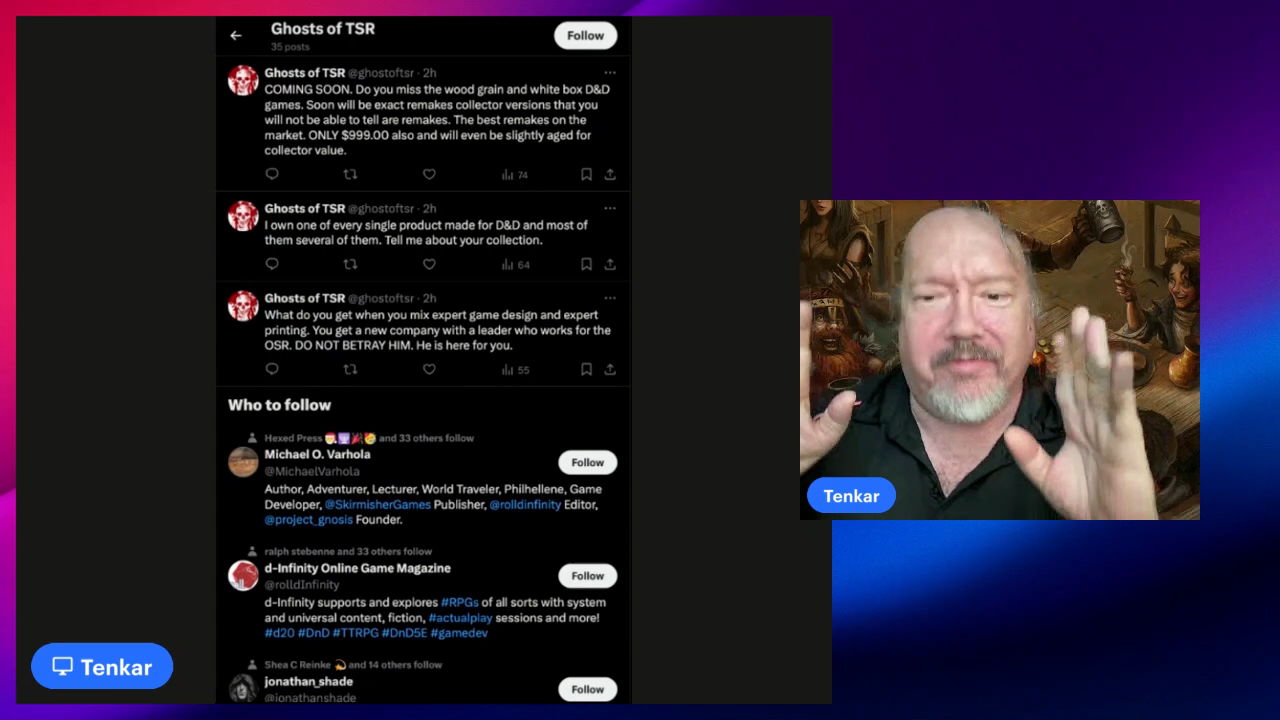 Ghosts of TSR
35 posts
Follow
Ghosts of TSR @ghostoftsr · 2h
COMING SOON. Do you miss the wood grain and white box D&D
games. Soon will be exact remakes collector versions that you
will not be able to tell are remakes. The best remakes on the
market. ONLY $999.00 also and will even be slightly aged for
collector value.
74
Ghosts of TSR @ghostoftsr · 2h
I own one of every single product made for D&D and most of
them several of them. Tell me about your collection.
64
Ghosts of TSR @ghostoftsr · 2h
What do you get when you mix expert game design and expert
printing. You get a new company with a leader who works for the
OSR. DO NOT BETRAY HIM. He is here for you.
55
Who to follow
Hexed Press 🎅🕎🎉🥳 and 33 others follow
Michael O. Varhola
@MichaelVarhola
Follow
Author, Adventurer, Lecturer, World Traveler, Philhellene, Game
Developer, @SkirmisherGames Publisher, @rolldinfinity Editor,
@project_gnosis Founder.
ralph stebenne and 33 others follow
d-Infinity Online Game Magazine
@rolldInfinity
Follow
d-Infinity supports and explores #RPGs of all sorts with system
and universal content, fiction, #actualplay sessions and more!
#d20 #DnD #TTRPG #DnD5E #gamedev
Shea C Reinke 💫 and 14 others follow
jonathan_shade
@jonathanshade
Follow
Tenkar
Tenkar